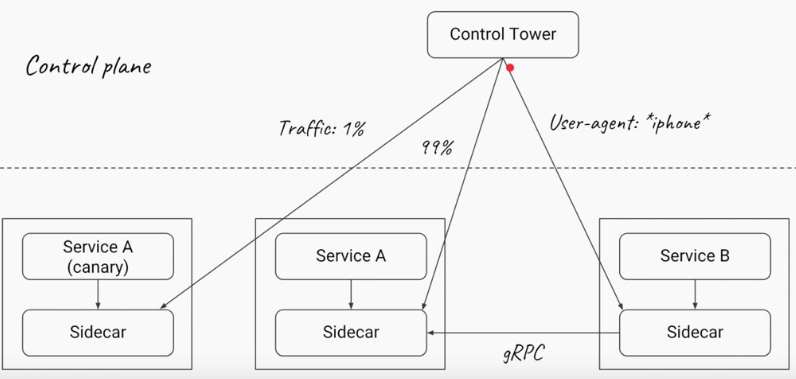 Control Tower
Control plane
Traffic: 1%
99%
User-agent: *iphone*
Service A
(canary)
Service A
Service B
Sidecar
Sidecar
Sidecar
gRPC